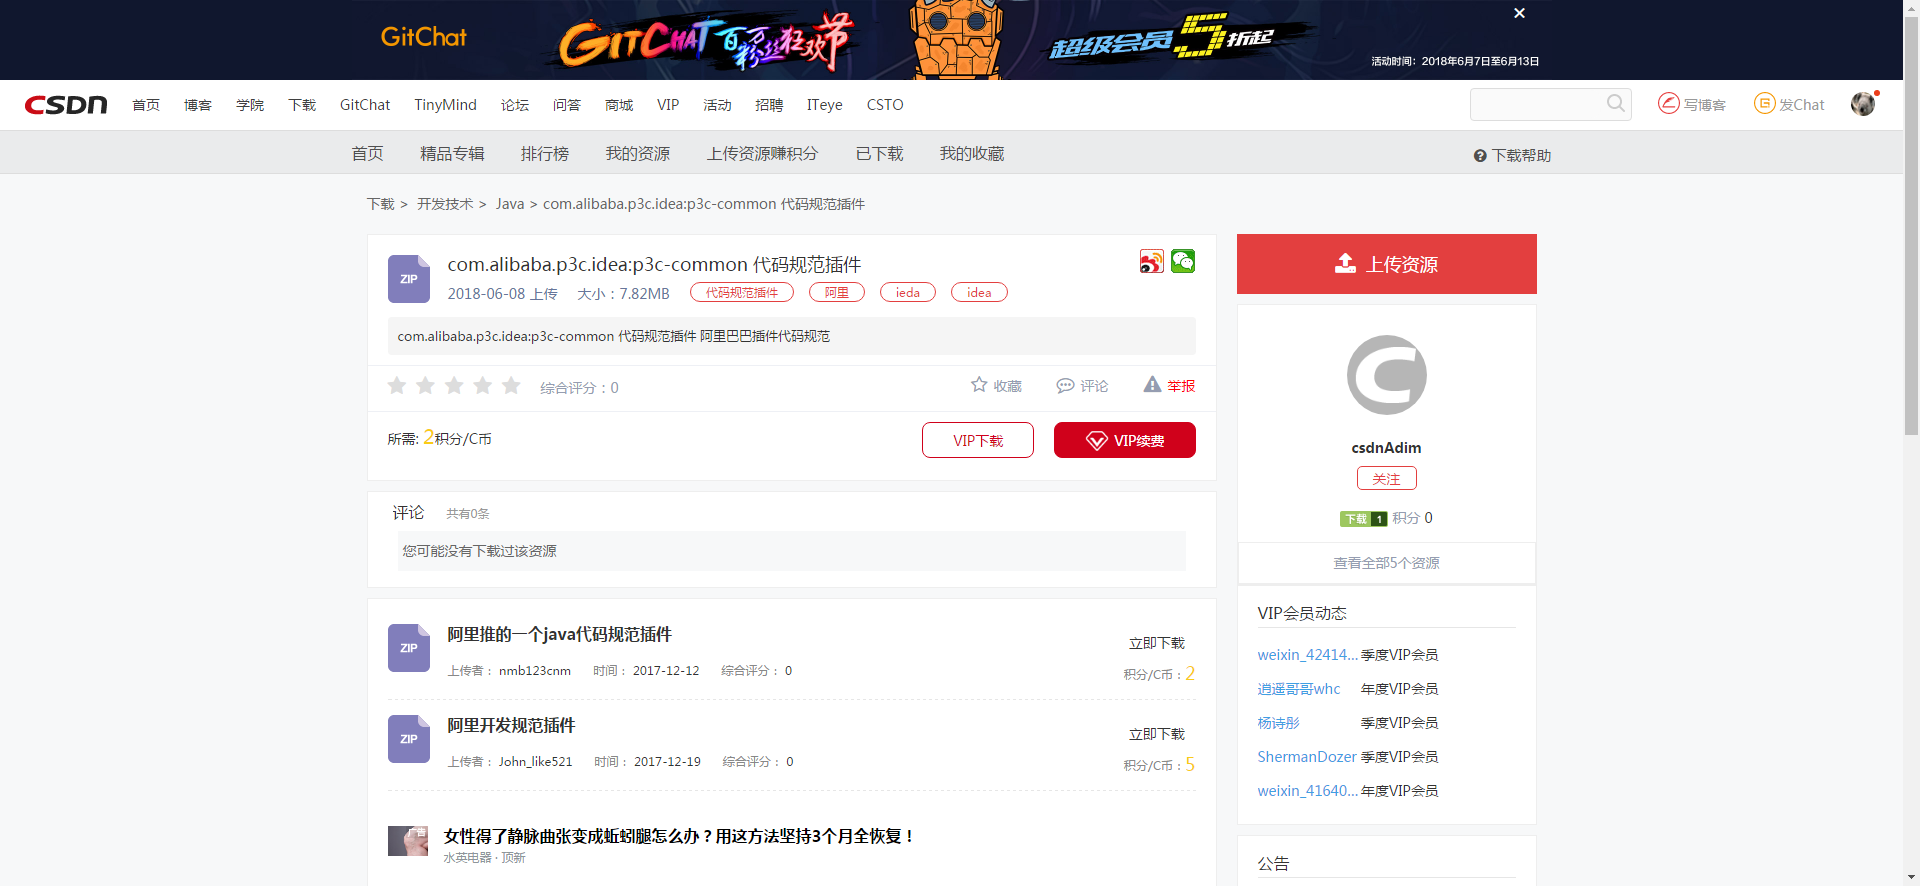 GitChat
GITCHAT百万粉丝狂欢节
超级会员5折起
活动时间：2018年6月7日至6月13日
CSDN 首页 博客 学院 下载 GitChat TinyMind 论坛 问答 商城 VIP 活动 招聘 ITeye CSTO 写博客 发Chat
首页 精品专辑 排行榜 我的资源 上传资源赚积分 已下载 我的收藏 下载帮助
下载 > 开发技术 > Java > com.alibaba.p3c.idea:p3c-common 代码规范插件
ZIP
com.alibaba.p3c.idea:p3c-common 代码规范插件
2018-06-08 上传 大小：7.82MB 代码规范插件 阿里 ieda idea
com.alibaba.p3c.idea:p3c-common 代码规范插件 阿里巴巴插件代码规范
综合评分：0 收藏 评论 举报
所需: 2积分/C币 VIP下载 VIP续费
评论 共有0条
您可能没有下载过该资源
ZIP
阿里推的一个java代码规范插件
立即下载
上传者： nmb123cnm 时间： 2017-12-12 综合评分： 0
积分/C币：2
ZIP
阿里开发规范插件
立即下载
上传者： John_like521 时间： 2017-12-19 综合评分： 0
积分/C币：5
广告
女性得了静脉曲张变成蚯蚓腿怎么办？用这方法坚持3个月全恢复！
水英电器 · 顶新
上传资源
csdnAdim
关注
下载 1 积分 0
查看全部5个资源
VIP会员动态
weixin_42414... 季度VIP会员
逍遥哥哥whc 年度VIP会员
杨诗彤 季度VIP会员
ShermanDozer 季度VIP会员
weixin_41640... 年度VIP会员
公告